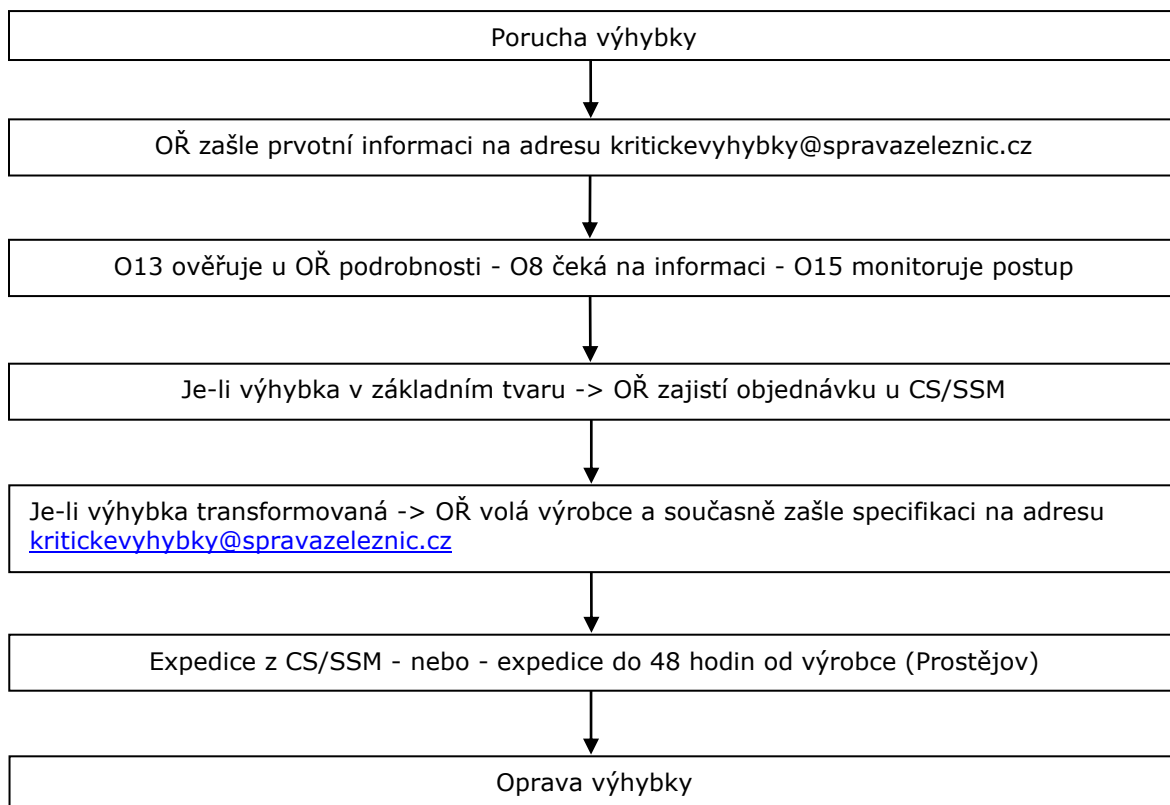 Porucha výhybky
OŘ zašle prvotní informaci na adresu kritickevyhybky@spravazeleznic.cz
O13 ověřuje u OŘ podrobnosti - O8 čeká na informaci - O15 monitoruje postup
Je-li výhybka v základním tvaru -> OŘ zajistí objednávku u CS/SSM
Je-li výhybka transformovaná -> OŘ volá výrobce a současně zašle specifikaci na adresu
kritickevyhybky@spravazeleznic.cz
Expedice z CS/SSM - nebo - expedice do 48 hodin od výrobce (Prostějov)
Oprava výhybky